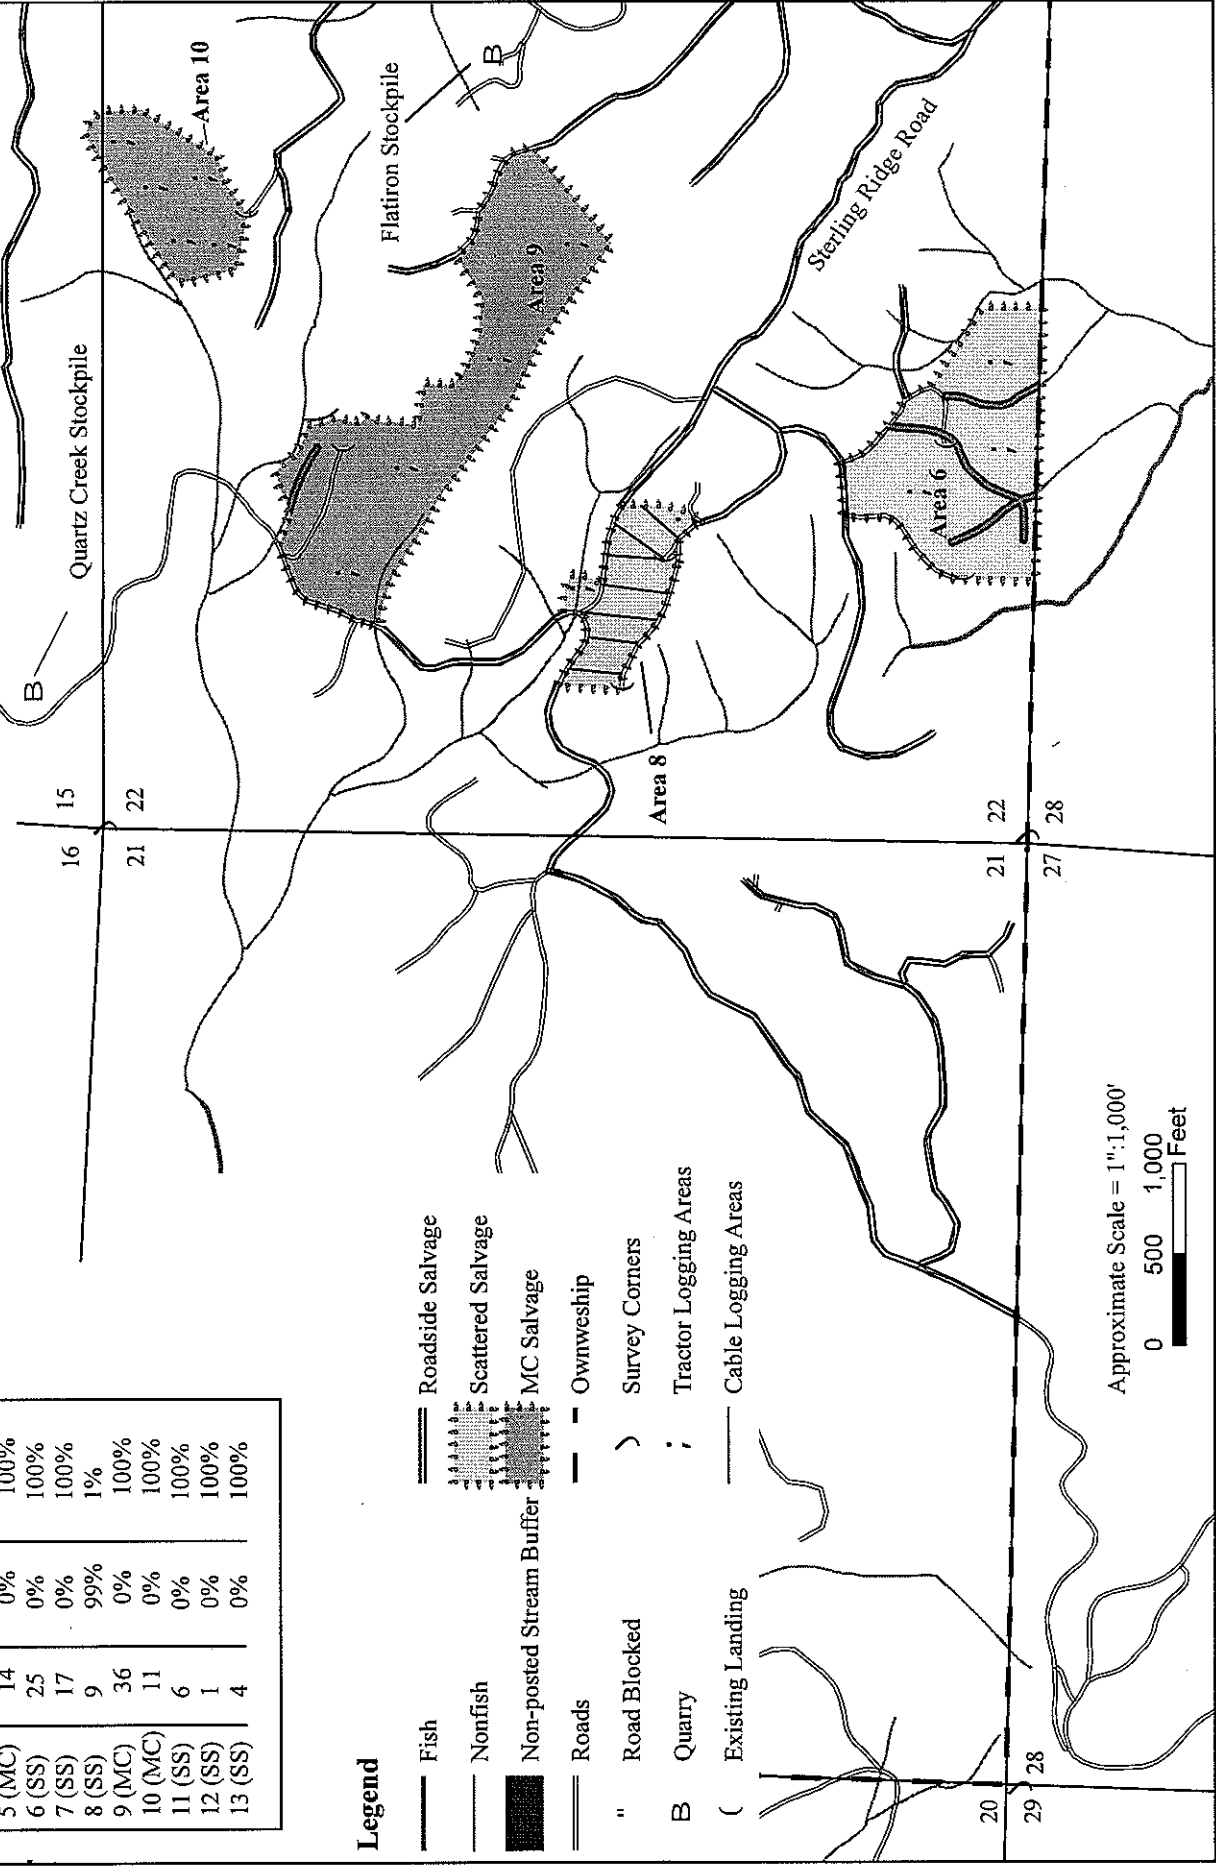 5 (MC) 14 0% 100%
6 (SS) 25 0% 100%
7 (SS) 17 0% 100%
8 (SS) 9 99% 1%
9 (MC) 36 0% 100%
10 (MC) 11 0% 100%
11 (SS) 6 0% 100%
12 (SS) 1 0% 100%
13 (SS) 4 0% 100%
Legend
Fish
Nonfish
Non-posted Stream Buffer
Roads
" Road Blocked
B Quarry
( Existing Landing
Roadside Salvage
Scattered Salvage
MC Salvage
Ownweship
Survey Corners
Tractor Logging Areas
Cable Logging Areas
Approximate Scale = 1":1,000'
0 500 1,000
Feet
16 15
21 22
B
Quartz Creek Stockpile
Area 10
Flatiron Stockpile
B
Area 9
Sterling Ridge Road
Area 8
Area 6
21 22
27 28
20
29 28